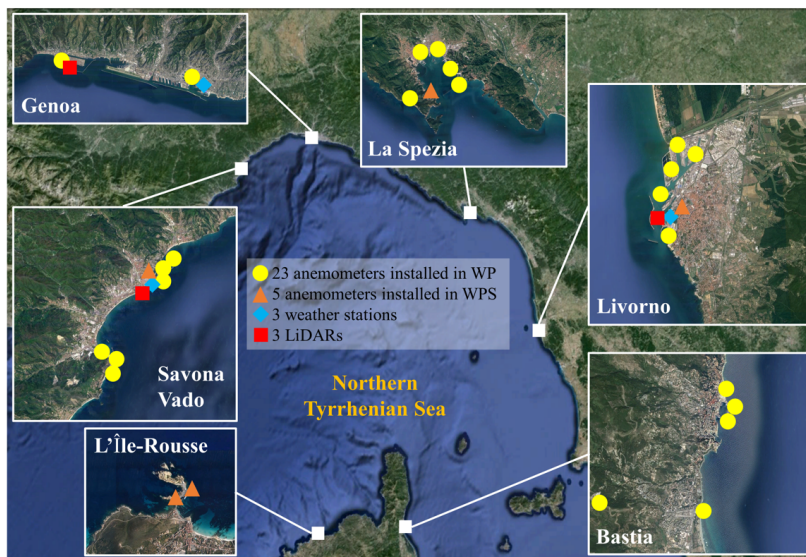 Genoa
La Spezia
Livorno
23 anemometers installed in WP
5 anemometers installed in WPS
3 weather stations
3 LiDARs
Savona
Vado
Northern
Tyrrhenian Sea
L'Île-Rousse
Bastia